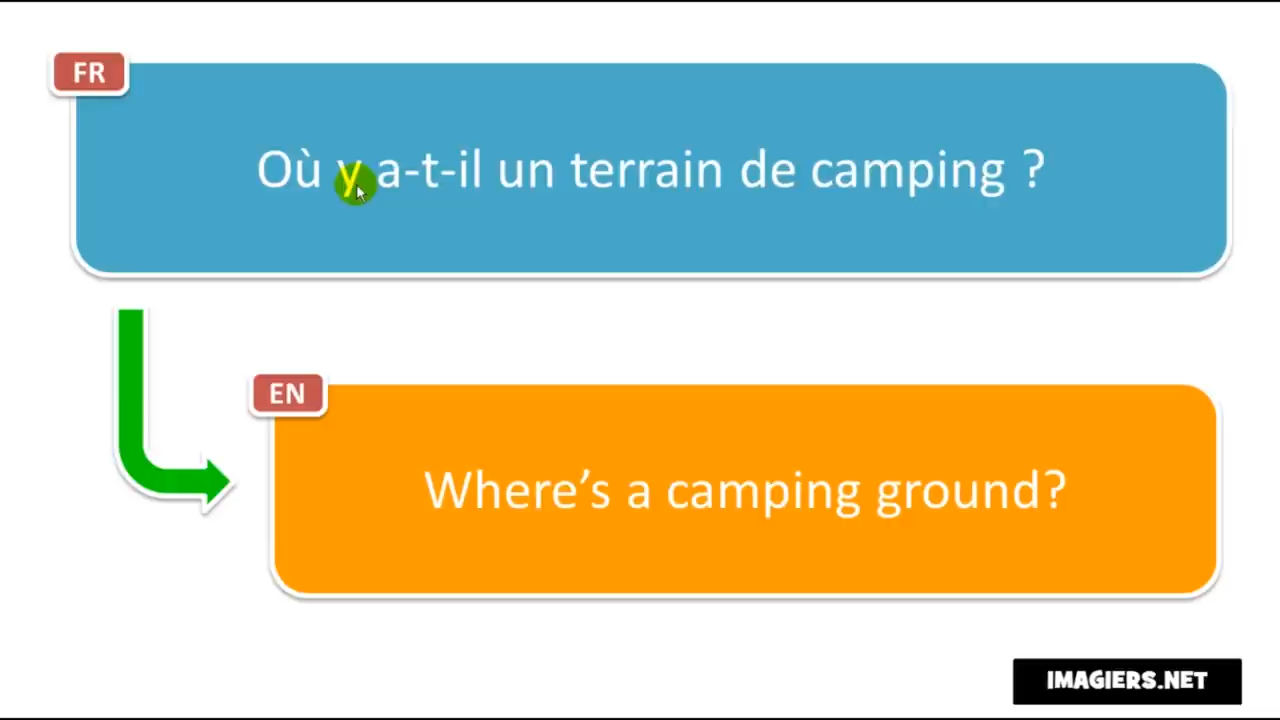 FR
Où y a-t-il un terrain de camping ?
EN
Where’s a camping ground?
IMAGIERS.NET